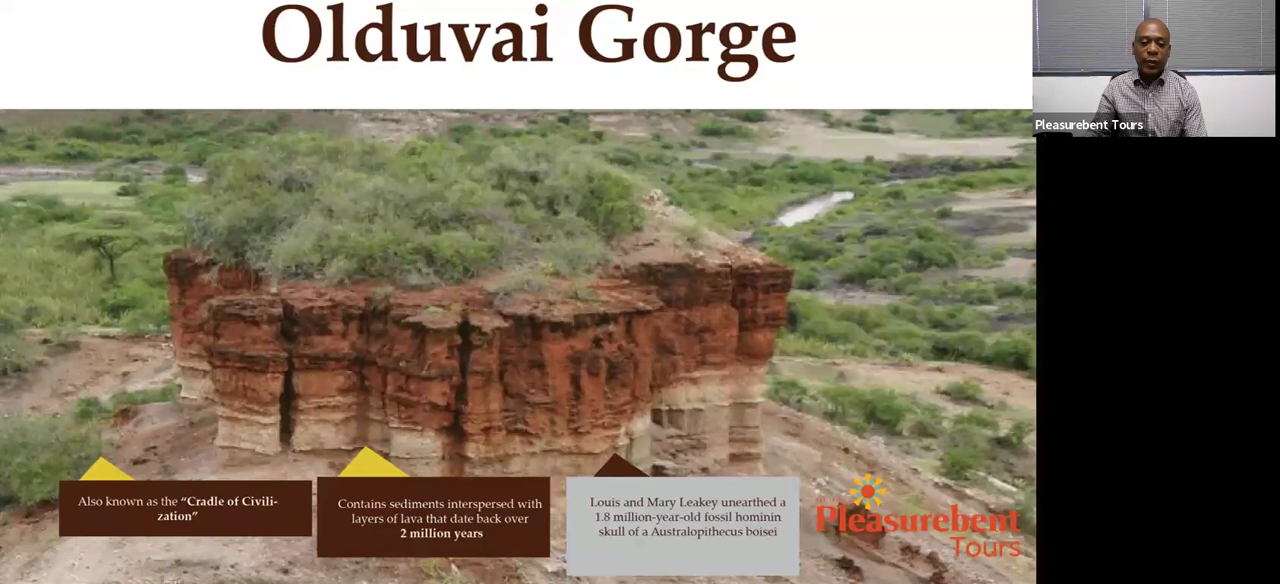 Olduvai Gorge
Pleasurebent Tours
Also known as the “Cradle of Civili-
zation”
Contains sediments interspersed with
layers of lava that date back over
2 million years
Louis and Mary Leakey unearthed a
1.8 million-year-old fossil hominin
skull of a Australopithecus boisei
Pleasurebent
Tours